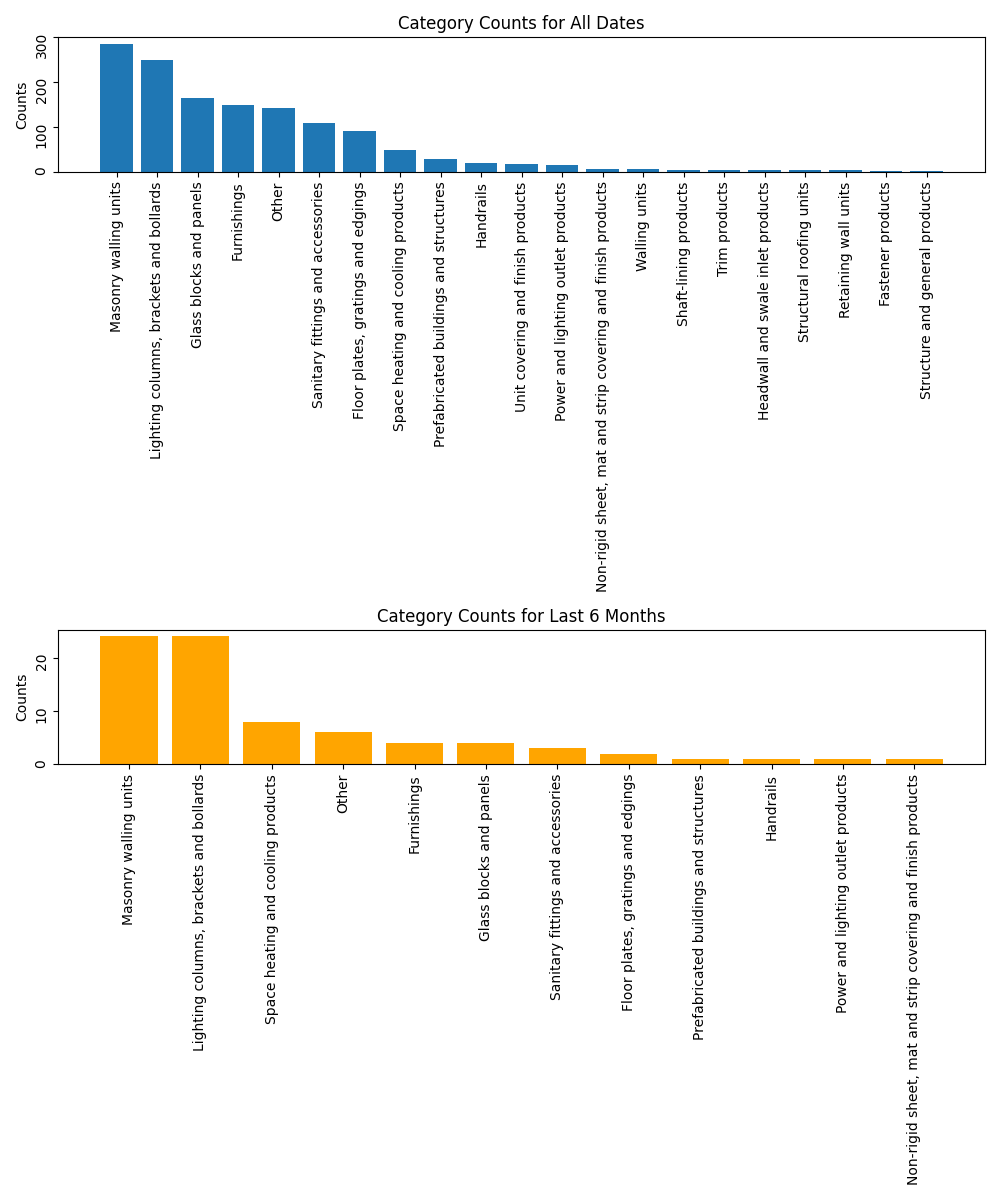 Category Counts for All Dates
Counts
300
200
100
0
Masonry walling units
Lighting columns, brackets and bollards
Glass blocks and panels
Furnishings
Other
Sanitary fittings and accessories
Floor plates, gratings and edgings
Space heating and cooling products
Prefabricated buildings and structures
Handrails
Unit covering and finish products
Power and lighting outlet products
Non-rigid sheet, mat and strip covering and finish products
Walling units
Shaft-lining products
Trim products
Headwall and swale inlet products
Structural roofing units
Retaining wall units
Fastener products
Structure and general products
Category Counts for Last 6 Months
Counts
20
10
0
Masonry walling units
Lighting columns, brackets and bollards
Space heating and cooling products
Other
Furnishings
Glass blocks and panels
Sanitary fittings and accessories
Floor plates, gratings and edgings
Prefabricated buildings and structures
Handrails
Power and lighting outlet products
Non-rigid sheet, mat and strip covering and finish products